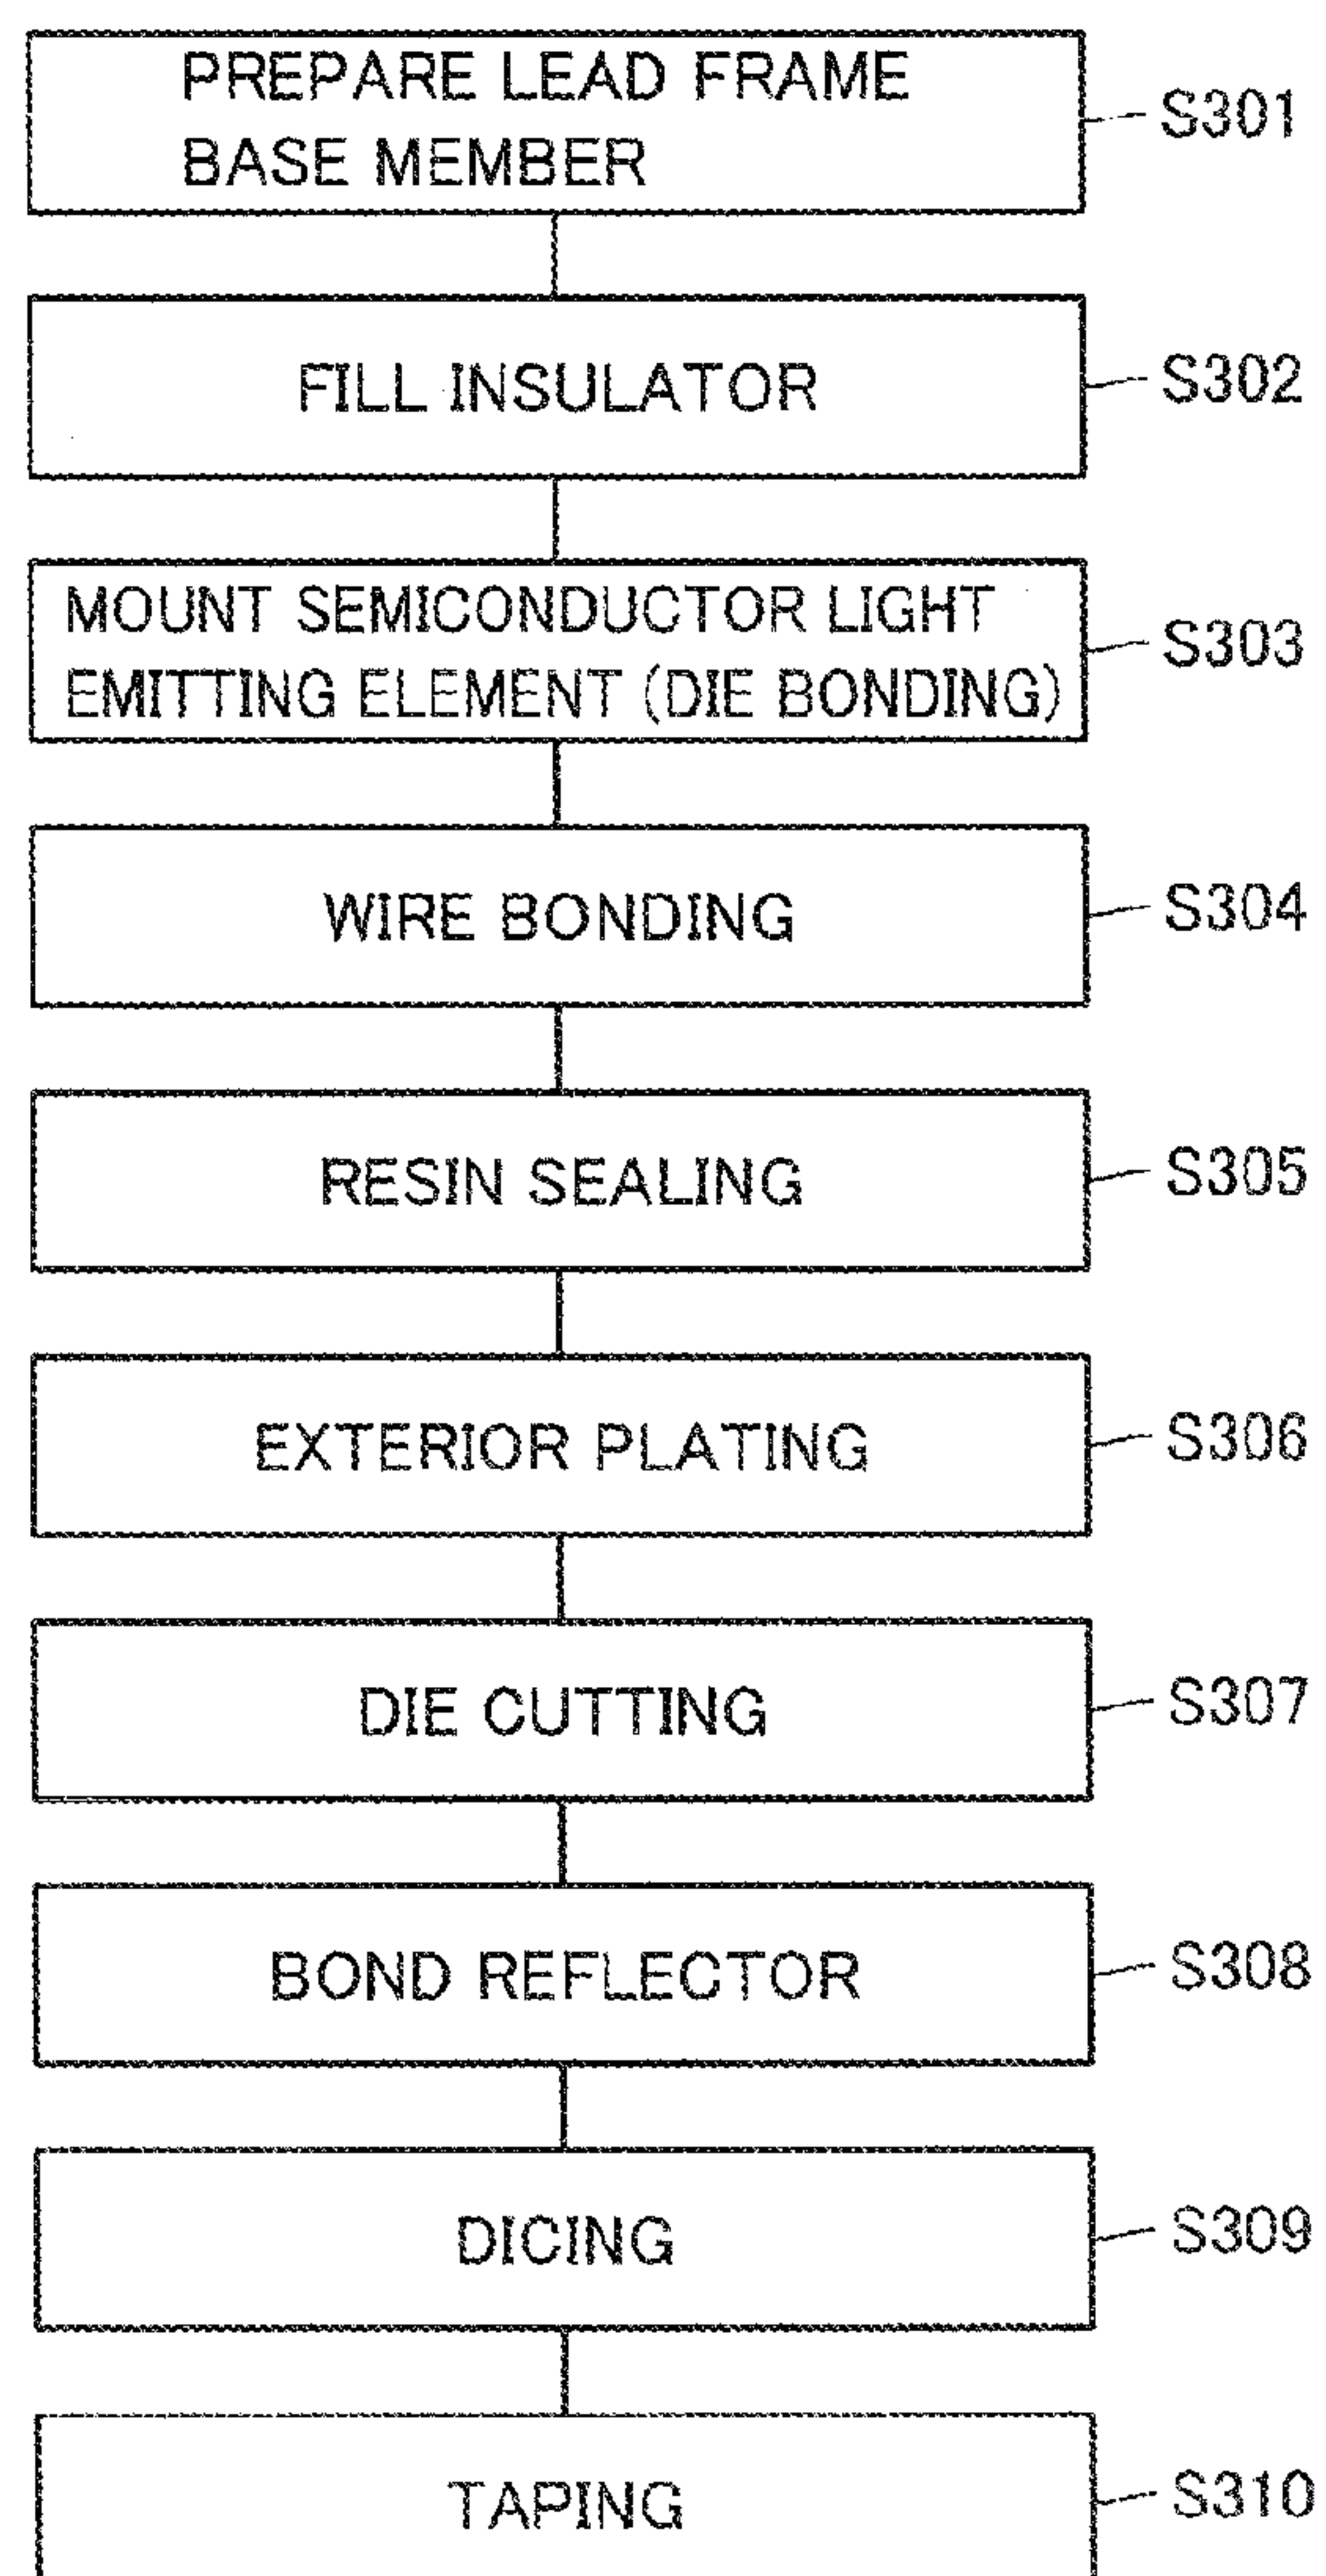 PREPARE LEAD FRAME
BASE MEMBER
S301
FILL INSULATOR
S302
MOUNT SEMICONDUCTOR LIGHT
EMITTING ELEMENT (DIE BONDING)
S303
WIRE BONDING
S304
RESIN SEALING
S305
EXTERIOR PLATING
S306
DIE CUTTING
S307
BOND REFLECTOR
S308
DICING
S309
TAPING
S310